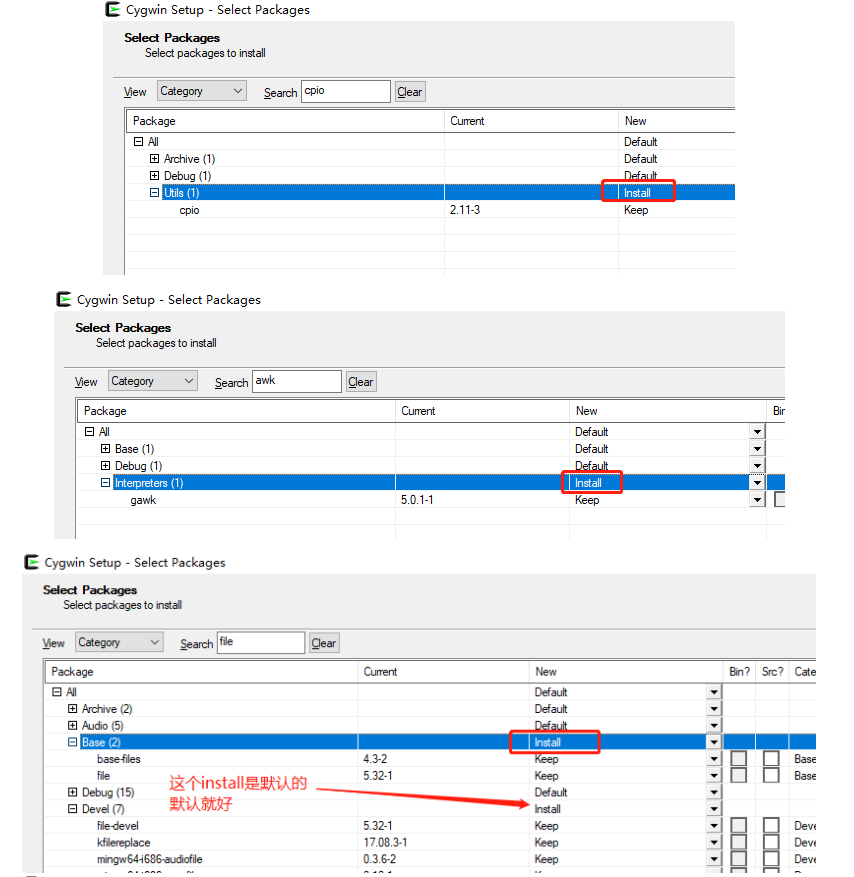 Cygwin Setup - Select Packages
Select Packages
Select packages to install
View Category Search cpio Clear
Package Current New
All Default
Archive (1) Default
Debug (1) Default
Utils (1) Install
cpio 2.11-3 Keep
Cygwin Setup - Select Packages
Select Packages
Select packages to install
View Category Search awk Clear
Package Current New
All Default
Base (1) Default
Debug (1) Default
Interpreters (1) Install
gawk 5.0.1-1 Keep
Cygwin Setup - Select Packages
Select Packages
Select packages to install
View Category Search file Clear
Package Current New Bin? Src? Cate
All Default
Archive (2) Default
Audio (5) Default
Base (2) Install
base-files 4.3-2 Keep Base
file 5.32-1 Keep Base
Debug (15) Default
这个install是默认的
默认就好
Devel (7) Install
file-devel 5.32-1 Keep Deve
kfilereplace 17.08.3-1 Keep Deve
mingw64-i686-audiofile 0.3.6-2 Keep Deve